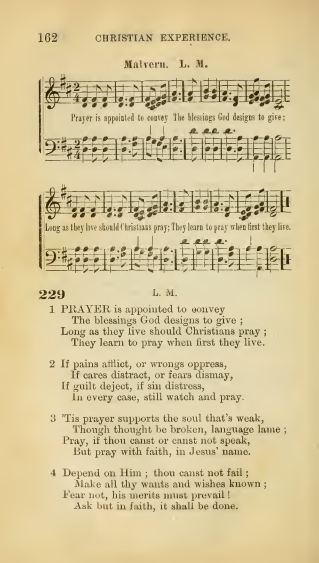 162 CHRISTIAN EXPERIENCE.
Malvern. L. M.
Prayer is appointed to convey The blessings God designs to give;
Long as they live should Christians pray; They learn to pray when first they live.
229 L. M.
1 PRAYER is appointed to convey
The blessings God designs to give ;
Long as they live should Christians pray ;
They learn to pray when first they live.
2 If pains afflict, or wrongs oppress,
If cares distract, or fears dismay,
If guilt deject, if sin distress,
In every case, still watch and pray.
3 'Tis prayer supports the soul that's weak,
Though thought be broken, language lame ;
Pray, if thou canst or canst not speak,
But pray with faith, in Jesus' name.
4 Depend on Him ; thou canst not fail ;
Make all thy wants and wishes known ;
Fear not, his merits must prevail !
Ask but in faith, it shall be done.